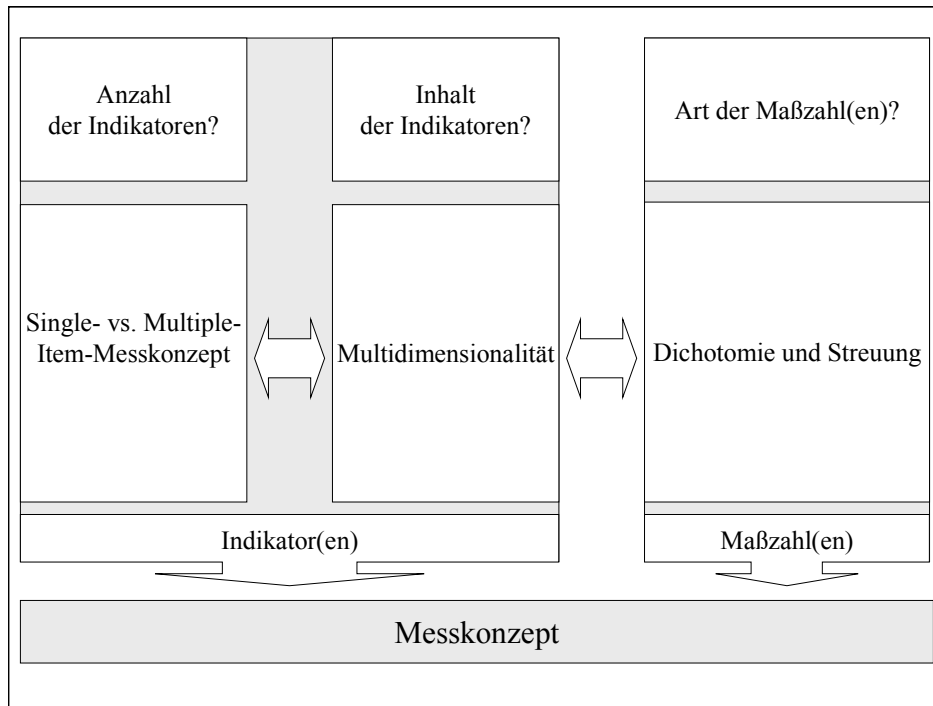 Anzahl
der Indikatoren?
Inhalt
der Indikatoren?
Art der Maßzahl(en)?
Single- vs. Multiple-
Item-Messkonzept
Multidimensionalität
Dichotomie und Streuung
Indikator(en)
Maßzahl(en)
Messkonzept